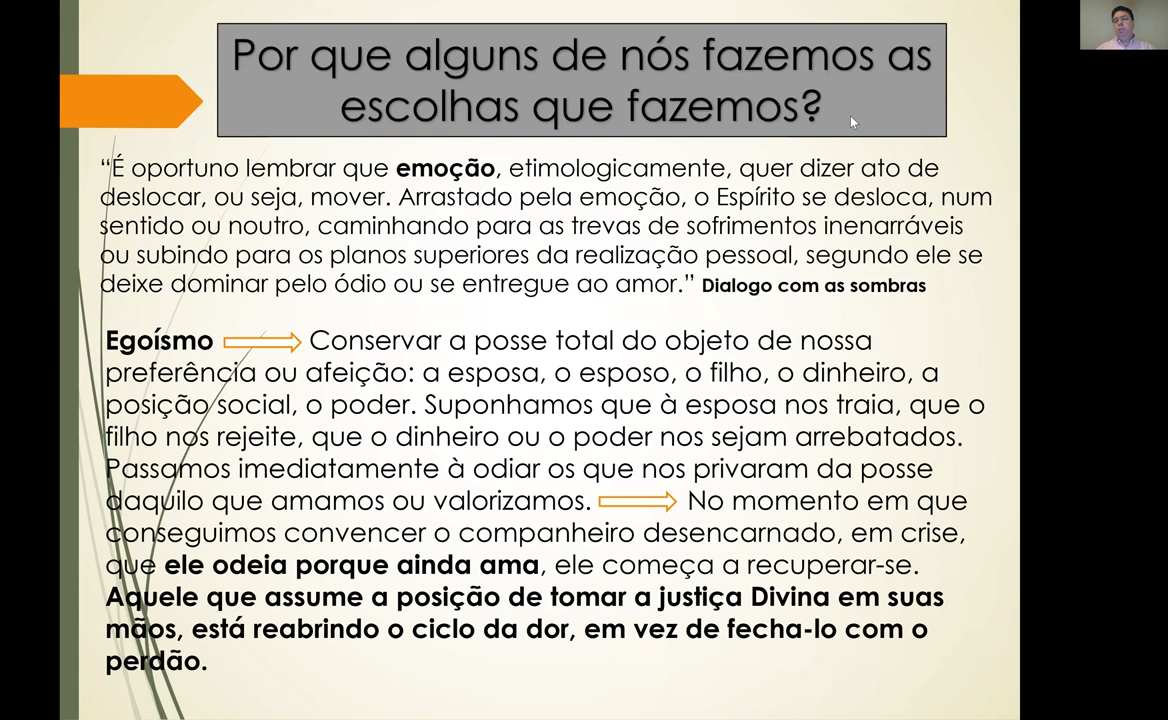 Por que alguns de nós fazemos as
escolhas que fazemos?
“É oportuno lembrar que emoção, etimologicamente, quer dizer ato de
deslocar, ou seja, mover. Arrastado pela emoção, o Espírito se desloca, num
sentido ou noutro, caminhando para as trevas de sofrimentos inenarráveis
ou subindo para os planos superiores da realização pessoal, segundo ele se
deixe dominar pelo ódio ou se entregue ao amor.” Dialogo com as sombras
Egoísmo Conservar a posse total do objeto de nossa
preferência ou afeição: a esposa, o esposo, o filho, o dinheiro, a
posição social, o poder. Suponhamos que à esposa nos traia, que o
filho nos rejeite, que o dinheiro ou o poder nos sejam arrebatados.
Passamos imediatamente à odiar os que nos privaram da posse
daquilo que amamos ou valorizamos. No momento em que
conseguimos convencer o companheiro desencarnado, em crise,
que ele odeia porque ainda ama, ele começa a recuperar-se.
Aquele que assume a posição de tomar a justiça Divina em suas
mãos, está reabrindo o ciclo da dor, em vez de fecha-lo com o
perdão.